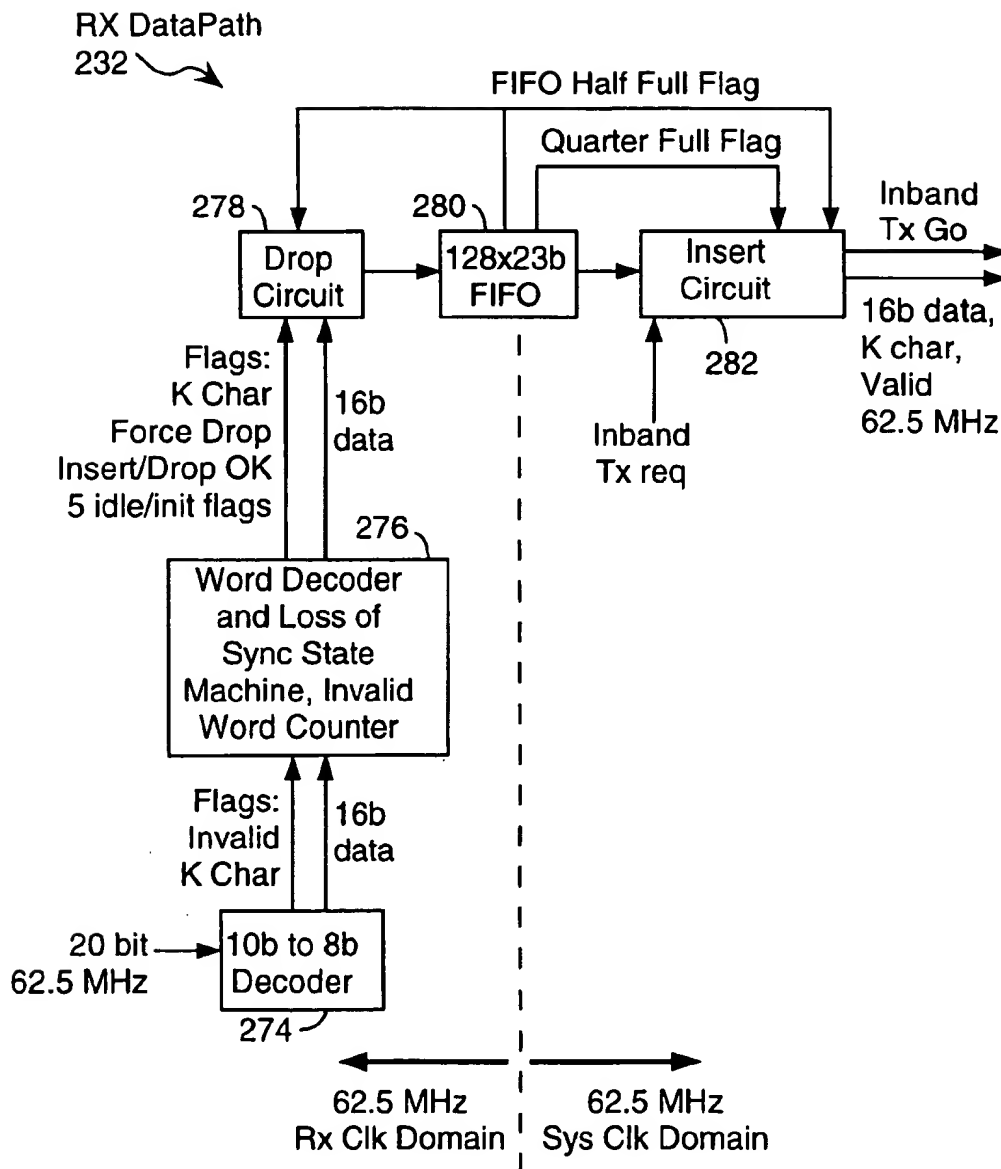 RX DataPath
232
FIFO Half Full Flag
Quarter Full Flag
278
280
Inband
Tx Go
Drop
Circuit
128x23b
FIFO
Insert
Circuit
282
16b data,
K char,
Valid
62.5 MHz
Flags:
K Char
Force Drop
Insert/Drop OK
5 idle/init flags
16b
data
Inband
Tx req
276
Word Decoder
and Loss of
Sync State
Machine, Invalid
Word Counter
Flags:
Invalid
K Char
16b
data
20 bit
62.5 MHz
10b to 8b
Decoder
274
62.5 MHz
Rx Clk Domain
62.5 MHz
Sys Clk Domain